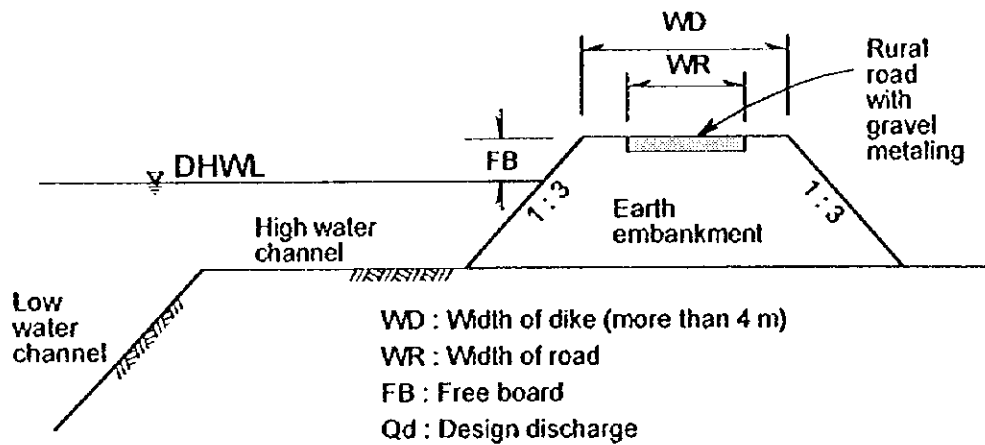 WD
WR
Rural
road
with
gravel
metaling
FB
DHWL
1 : 3
1 : 3
Earth
embankment
High water
channel
Low
water
channel
WD : Width of dike (more than 4 m)
WR : Width of road
FB : Free board
Qd : Design discharge